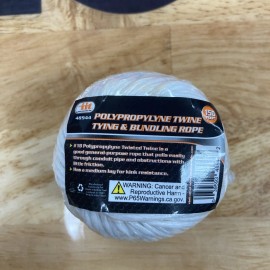 iit
46944 POLYPROPYLYNE TWINE
TYING & BUNDLING ROPE
• #18 Polypropylyne Twisted Twine is a
good general purpose rope that pulls easily
through conduit pipe and obstructions with
little friction.
• Has a medium lay for kink resistance.
WARNING: Cancer and
Reproductive Harm -
www.P65Warnings.ca.gov